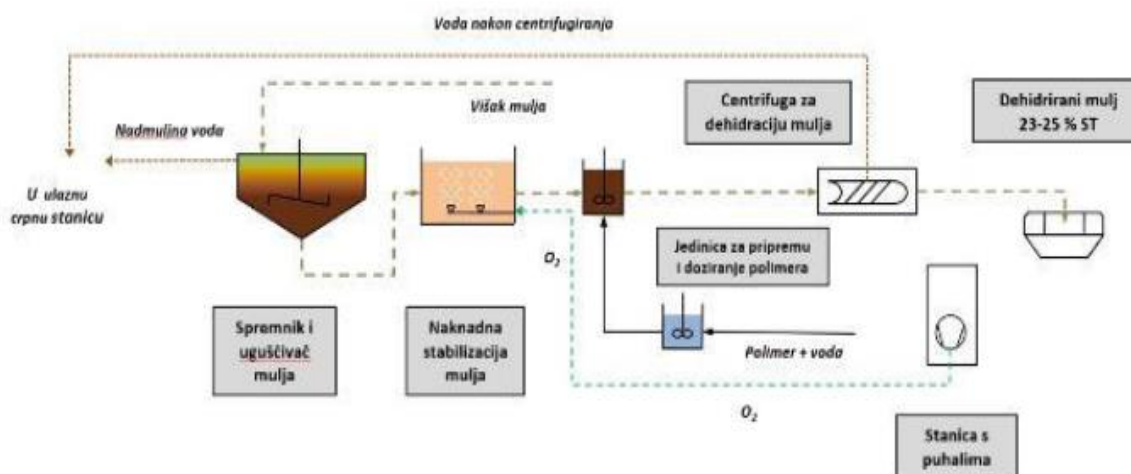 Voda nakon centrifugiranja
Višak mulja
Centrifuga za
dehidraciju mulja
Dehidrirani mulj
23-25 % ST
Nadmuljna voda
U ulaznu
crpnu stanicu
O2
Jedinica za pripremu
i doziranje polimera
Spremnik i
ugušćivač
mulja
Naknadna
stabilizacija
mulja
Polimer + voda
O2
Stanica s
puhalima